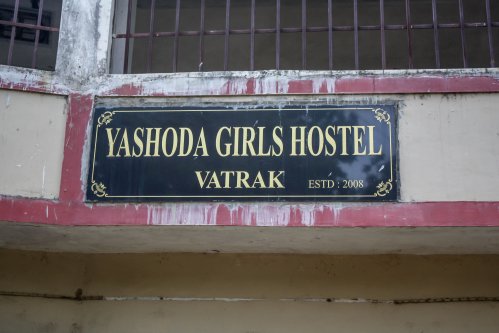 YASHODA GIRLS HOSTEL
VATRAK ESTD : 2008